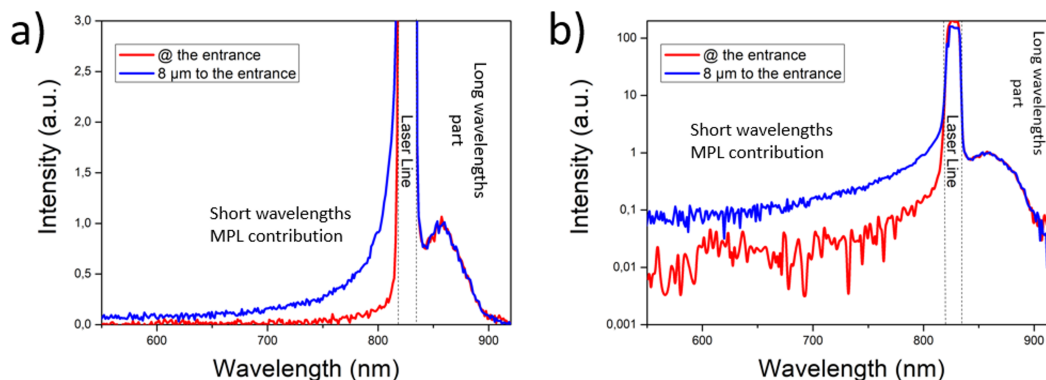 a)
3,0
2,5
2,0
1,5
1,0
0,5
0,0
Intensity (a.u.)
@ the entrance
8 µm to the entrance
Short wavelengths
MPL contribution
Laser Line
Long wavelengths
part
600
700
800
900
Wavelength (nm)
b)
100
10
1
0,1
0,01
0,001
Intensity (a.u.)
@ the entrance
8 µm to the entrance
Short wavelengths
MPL contribution
Laser Line
Long wavelengths
part
600
700
800
900
Wavelength (nm)